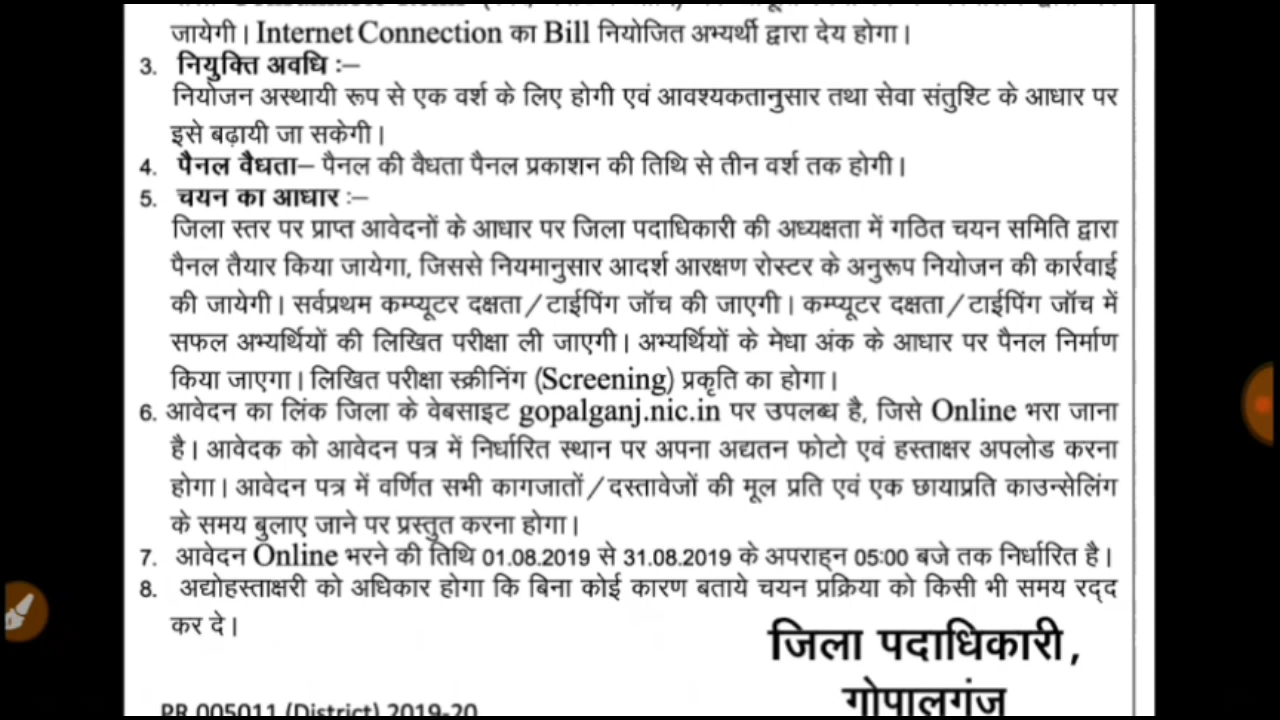 जायेगी। Internet Connection का Bill नियोजित अभ्यर्थी द्वारा देय होगा।
3. नियुक्ति अवधि :–
नियोजन अस्थायी रूप से एक वर्श के लिए होगी एवं आवश्यकतानुसार तथा सेवा संतुश्टि के आधार पर
इसे बढ़ायी जा सकेगी।
4. पैनल वैधता– पैनल की वैधता पैनल प्रकाशन की तिथि से तीन वर्श तक होगी।
5. चयन का आधार :–
जिला स्तर पर प्राप्त आवेदनों के आधार पर जिला पदाधिकारी की अध्यक्षता में गठित चयन समिति द्वारा
पैनल तैयार किया जायेगा, जिससे नियमानुसार आदर्श आरक्षण रोस्टर के अनुरूप नियोजन की कार्रवाई
की जायेगी। सर्वप्रथम कम्प्यूटर दक्षता/टाईपिंग जॉच की जाएगी। कम्प्यूटर दक्षता/टाईपिंग जॉच में
सफल अभ्यर्थियों की लिखित परीक्षा ली जाएगी। अभ्यर्थियों के मेधा अंक के आधार पर पैनल निर्माण
किया जाएगा। लिखित परीक्षा स्क्रीनिंग (Screening) प्रकृति का होगा।
6. आवेदन का लिंक जिला के वेबसाइट gopalganj.nic.in पर उपलब्ध है, जिसे Online भरा जाना
है। आवेदक को आवेदन पत्र में निर्धारित स्थान पर अपना अद्यतन फोटो एवं हस्ताक्षर अपलोड करना
होगा। आवेदन पत्र में वर्णित सभी कागजातों/दस्तावेजों की मूल प्रति एवं एक छायाप्रति काउन्सेलिंग
के समय बुलाए जाने पर प्रस्तुत करना होगा।
7. आवेदन Online भरने की तिथि 01.08.2019 से 31.08.2019 के अपराह्न 05:00 बजे तक निर्धारित है।
8. अद्योहस्ताक्षरी को अधिकार होगा कि बिना कोई कारण बताये चयन प्रक्रिया को किसी भी समय रद्द
कर दे।
जिला पदाधिकारी,
गोपालगंज
PR 005011 (District) 2019-20